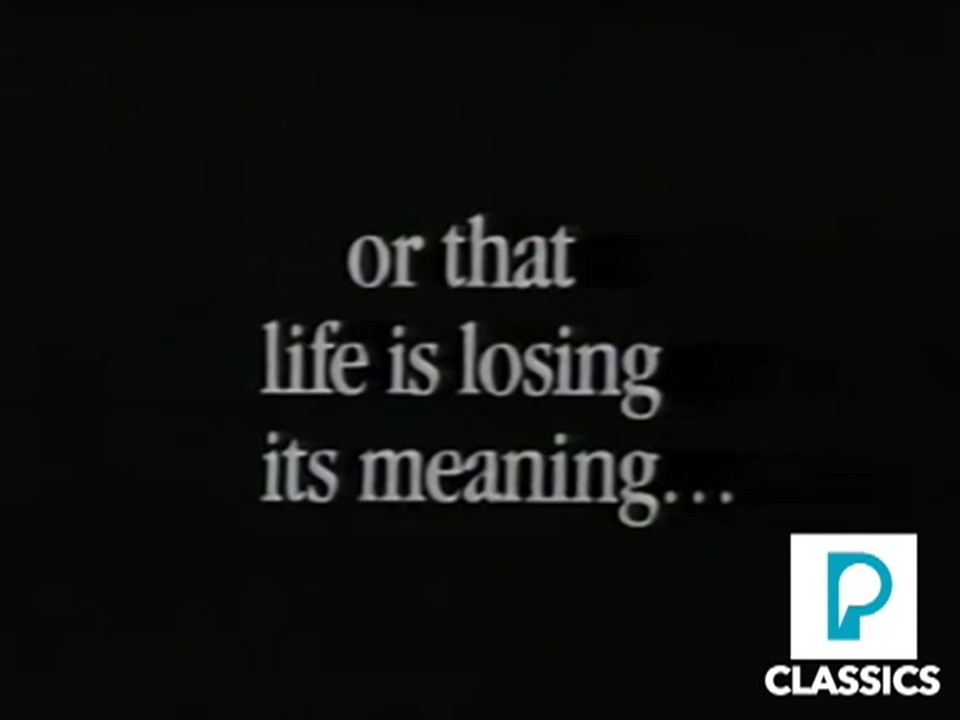 or that
life is losing
its meaning...
P
CLASSICS